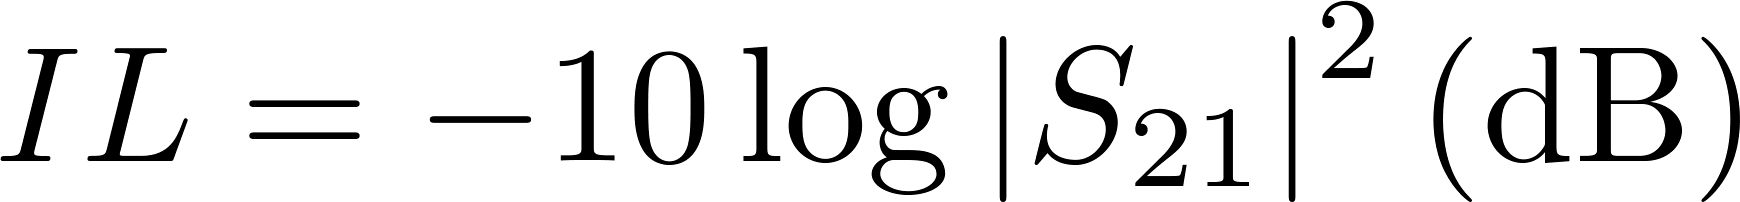 IL = −10 log |S₂₁|² (dB)